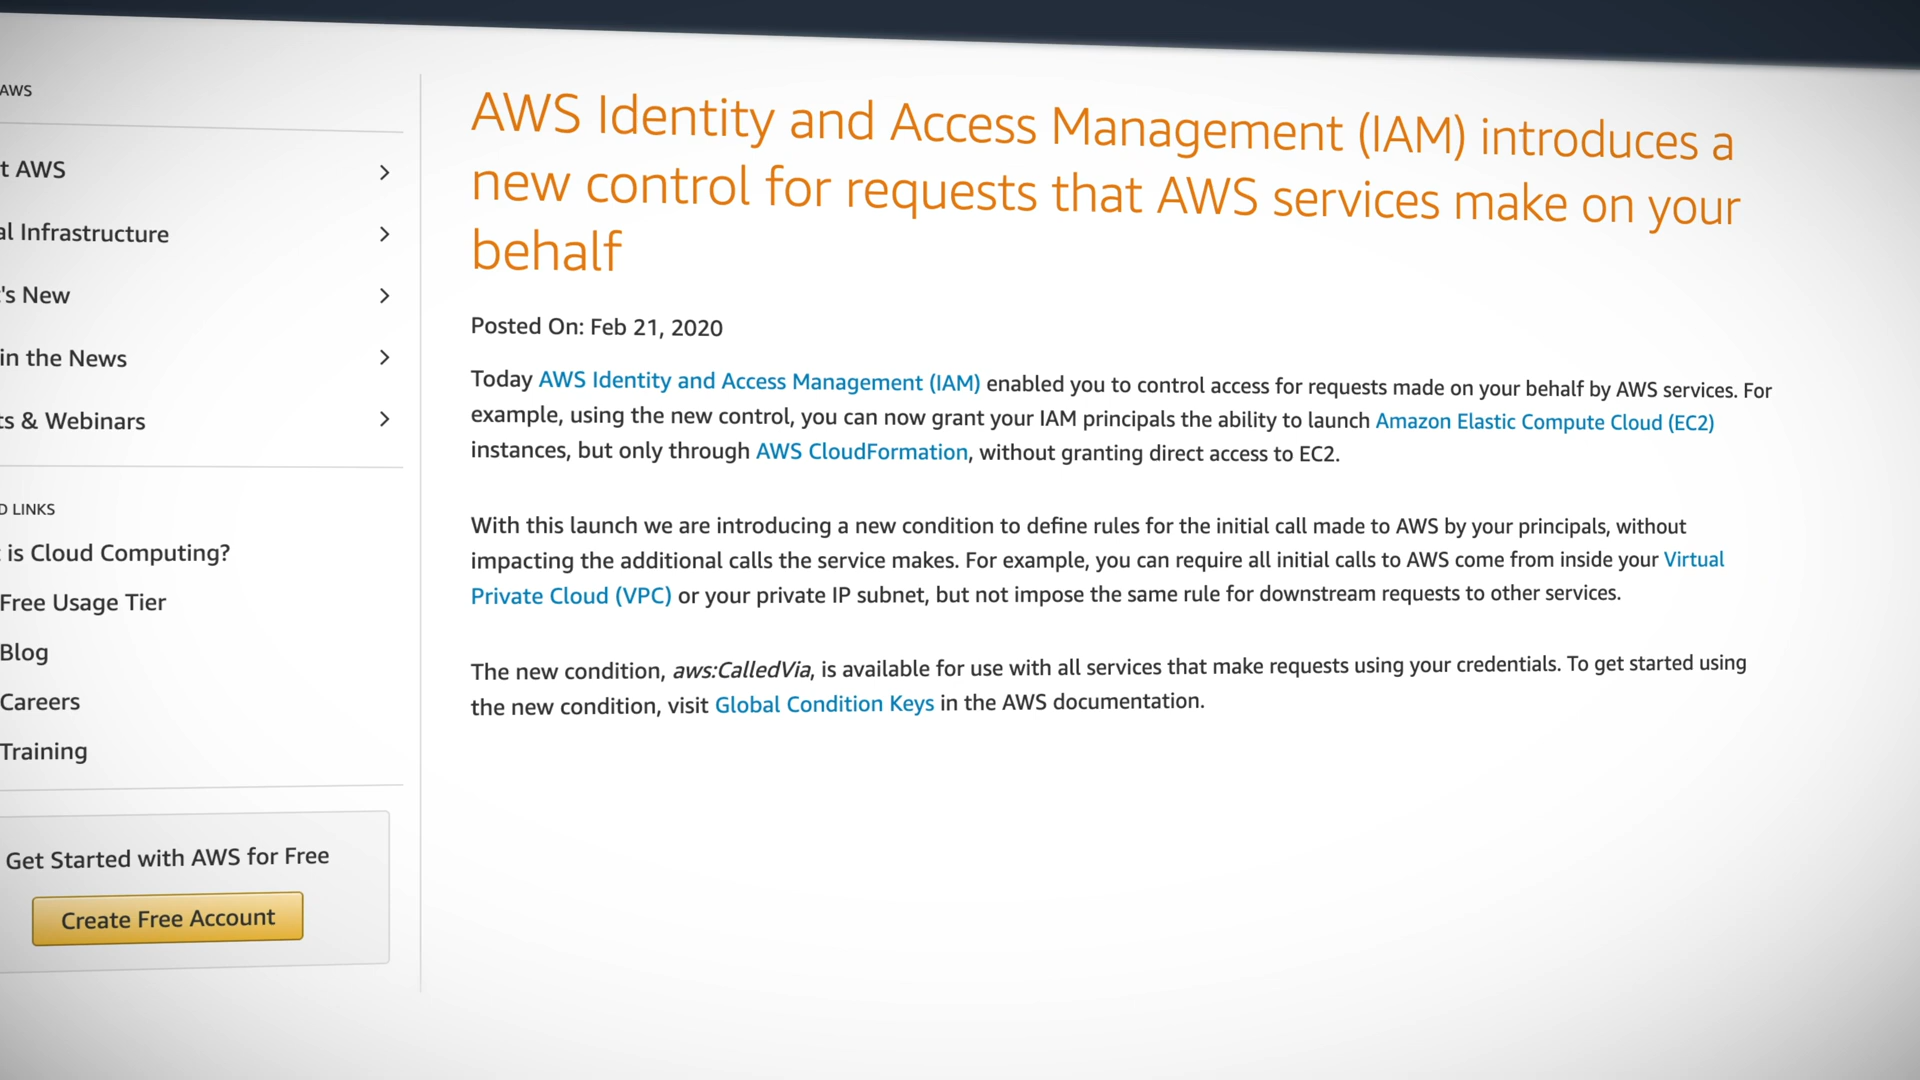 AWS
t AWS
al Infrastructure
's New
in the News
ts & Webinars
D LINKS
is Cloud Computing?
Free Usage Tier
Blog
Careers
Training
Get Started with AWS for Free
Create Free Account
AWS Identity and Access Management (IAM) introduces a
new control for requests that AWS services make on your
behalf
Posted On: Feb 21, 2020
Today AWS Identity and Access Management (IAM) enabled you to control access for requests made on your behalf by AWS services. For
example, using the new control, you can now grant your IAM principals the ability to launch Amazon Elastic Compute Cloud (EC2)
instances, but only through AWS CloudFormation, without granting direct access to EC2.
With this launch we are introducing a new condition to define rules for the initial call made to AWS by your principals, without
impacting the additional calls the service makes. For example, you can require all initial calls to AWS come from inside your Virtual
Private Cloud (VPC) or your private IP subnet, but not impose the same rule for downstream requests to other services.
The new condition, aws:CalledVia, is available for use with all services that make requests using your credentials. To get started using
the new condition, visit Global Condition Keys in the AWS documentation.